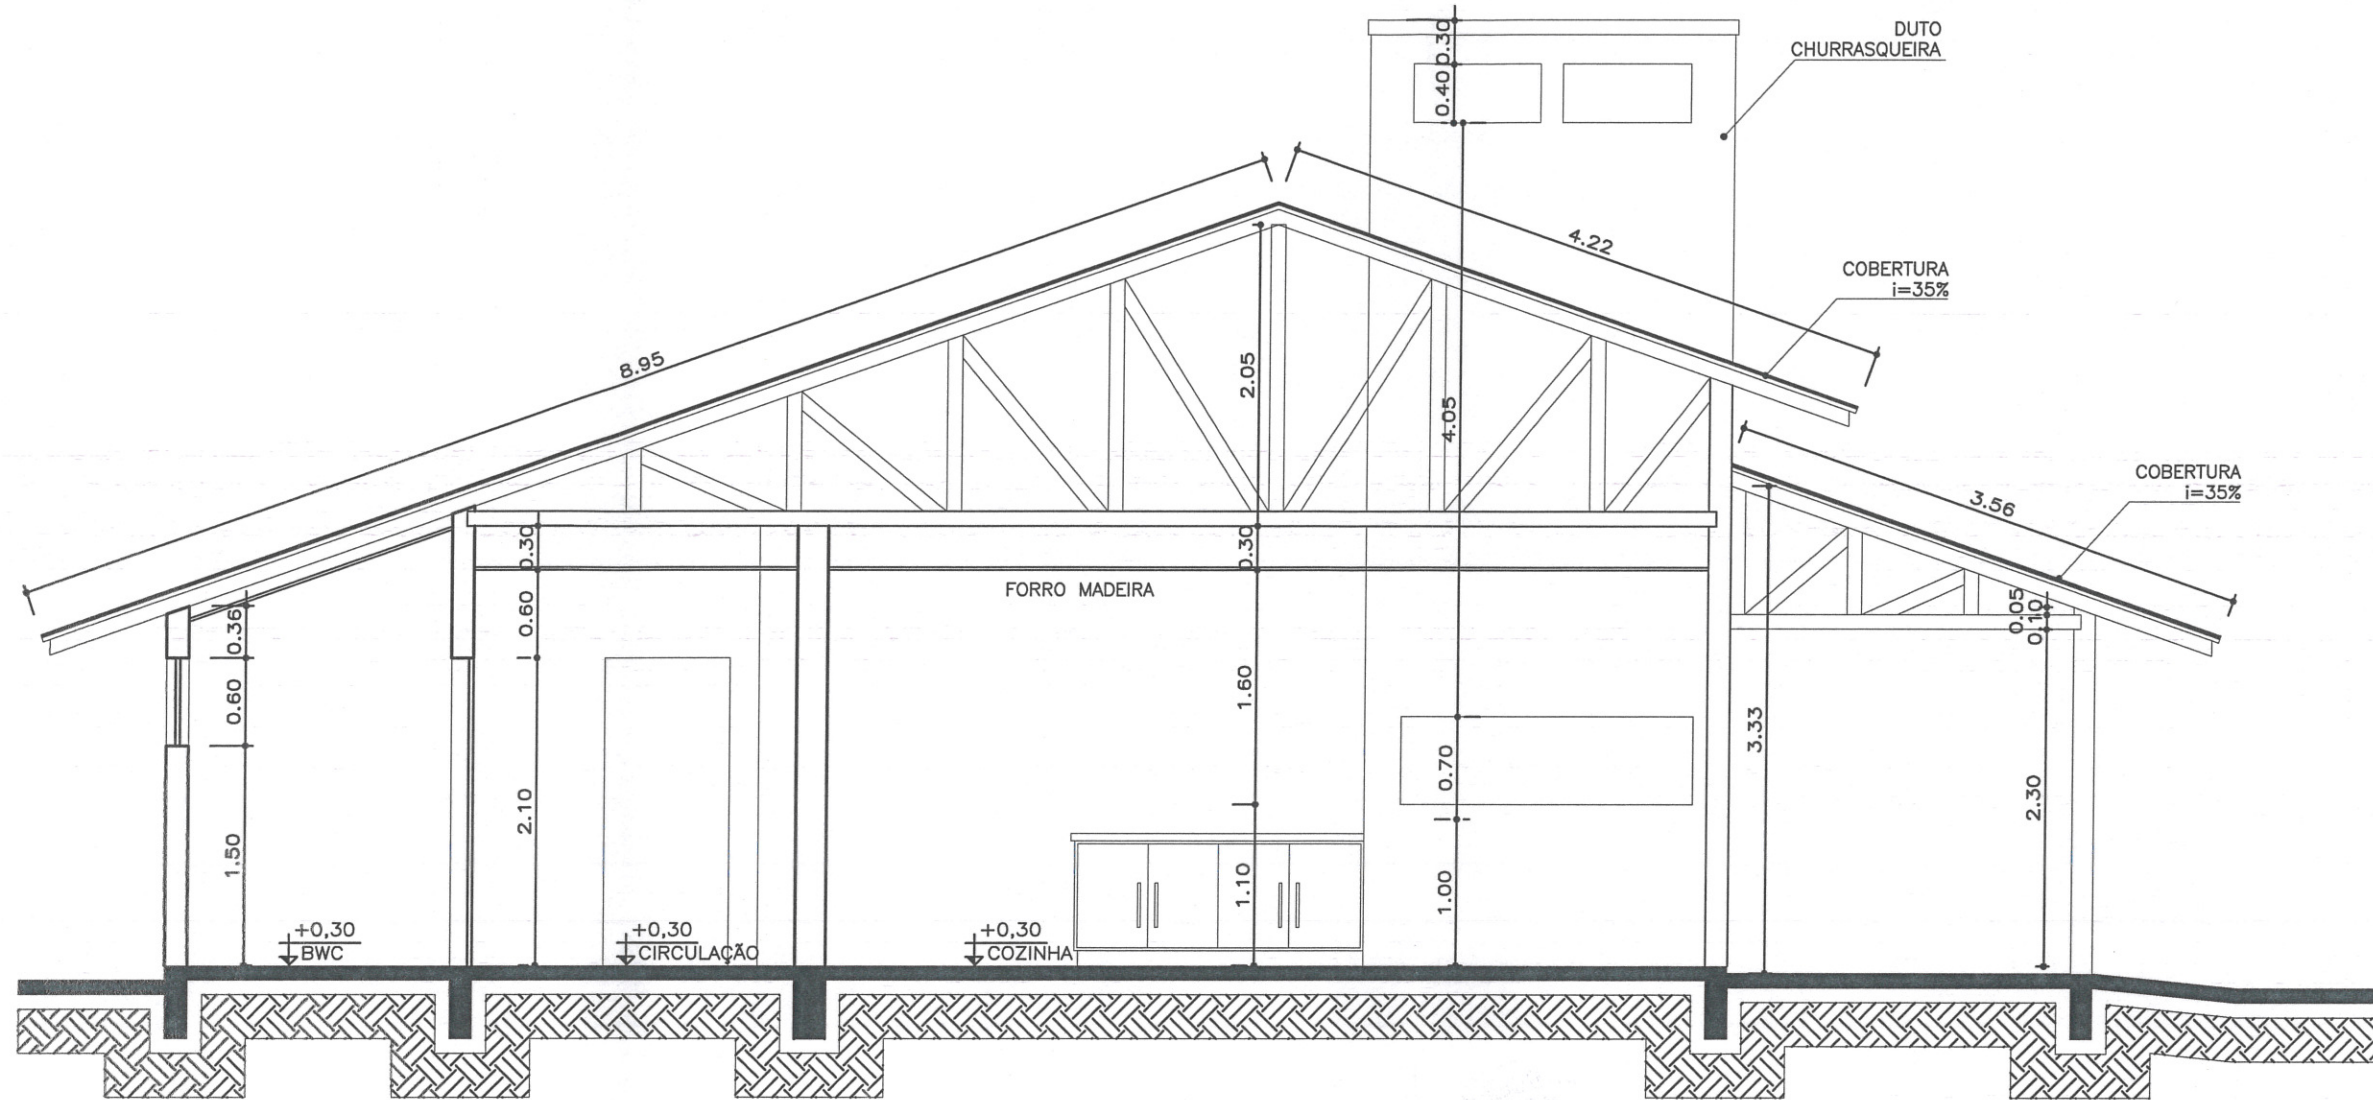 DUTO
CHURRASQUEIRA
0.30
0.40
4.22
COBERTURA
i=35%
8.95
2.05
4.05
COBERTURA
i=35%
3.56
0.30
0.30
FORRO MADEIRA
0.36
0.60
0.05
0.10
0.60
1.60
3.33
0.70
2.30
2.10
1.50
1.10
1.00
+0,30
BWC
+0,30
CIRCULAÇÃO
+0,30
COZINHA